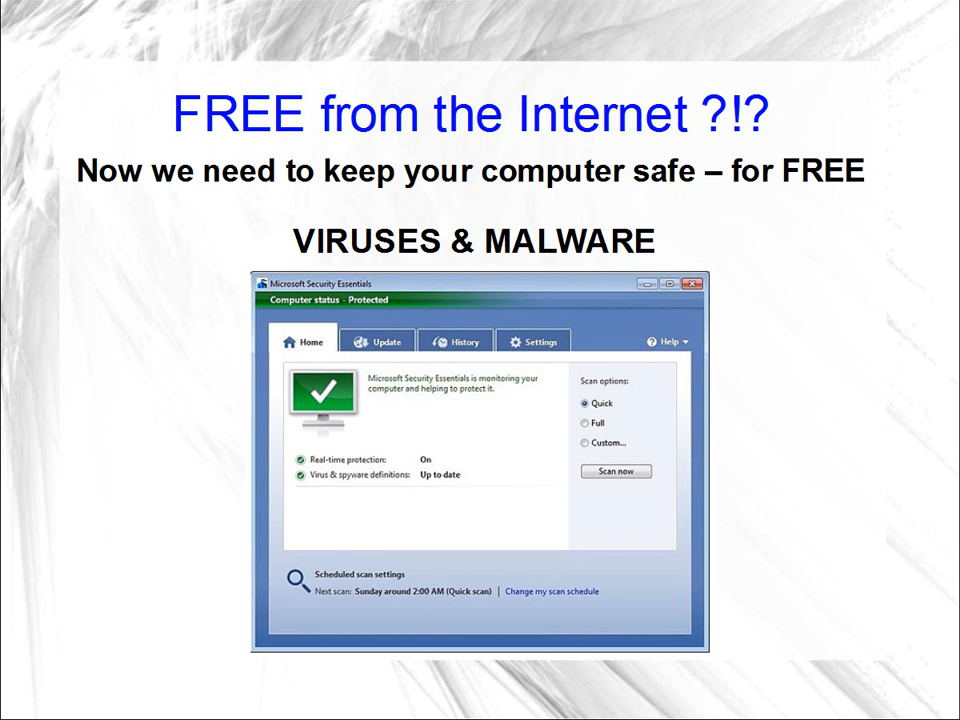 FREE from the Internet ?!?
Now we need to keep your computer safe – for FREE
VIRUSES & MALWARE
Microsoft Security Essentials
Computer status - Protected
Home
Update
History
Settings
Help
Microsoft Security Essentials is monitoring your
computer and helping to protect it.
Real-time protection: On
Virus & spyware definitions: Up to date
Scan options:
Quick
Full
Custom...
Scan now
Scheduled scan settings
Next scan: Sunday around 2:00 AM (Quick scan) | Change my scan schedule